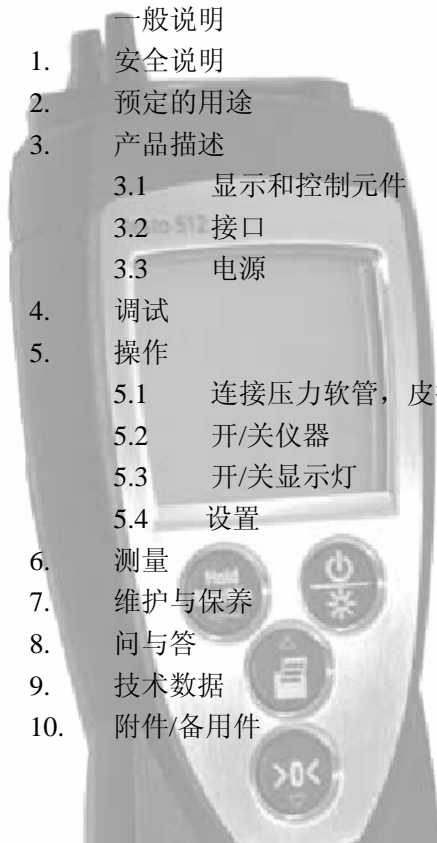 一般说明
1. 安全说明
2. 预定的用途
3. 产品描述
3.1 显示和控制元件
3.2 接口
3.3 电源
4. 调试
5. 操作
5.1 连接压力软管，皮
5.2 开/关仪器
5.3 开/关显示灯
5.4 设置
6. 测量
7. 维护与保养
8. 问与答
9. 技术数据
10. 附件/备用件
512
Hold
>0<